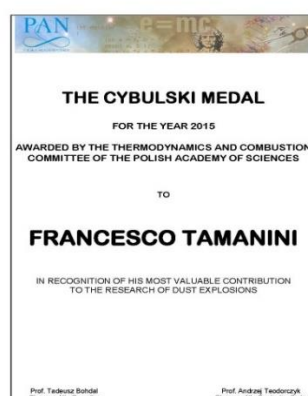 PAN
e=mc
THE CYBULSKI MEDAL
FOR THE YEAR 2015
AWARDED BY THE THERMODYNAMICS AND COMBUSTION
COMMITTEE OF THE POLISH ACADEMY OF SCIENCES
TO
FRANCESCO TAMANINI
IN RECOGNITION OF HIS MOST VALUABLE CONTRIBUTION
TO THE RESEARCH OF DUST EXPLOSIONS
Prof. Tadeusz Bohdal Prof. Andrzej Teodorczyk